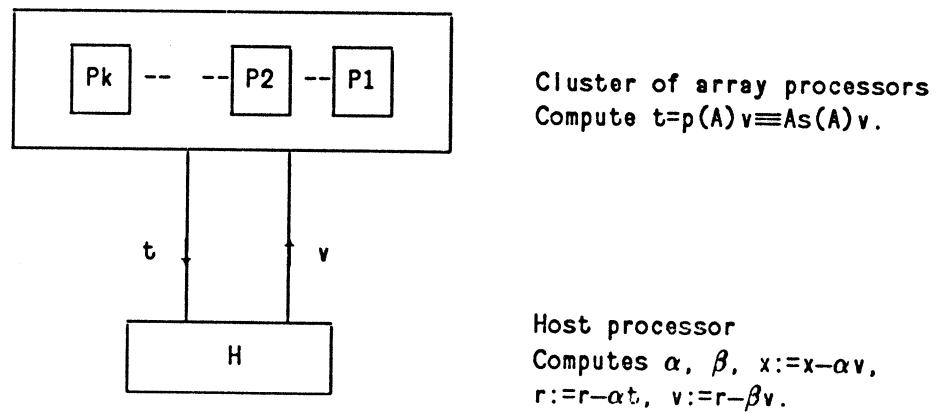 Pk -- -- P2 -- P1
Cluster of array processors
Compute t=p(A)v≡As(A)v.
t
v
Host processor
H
Computes α, β, x:=x-αv,
r:=r-αt, v:=r-βv.